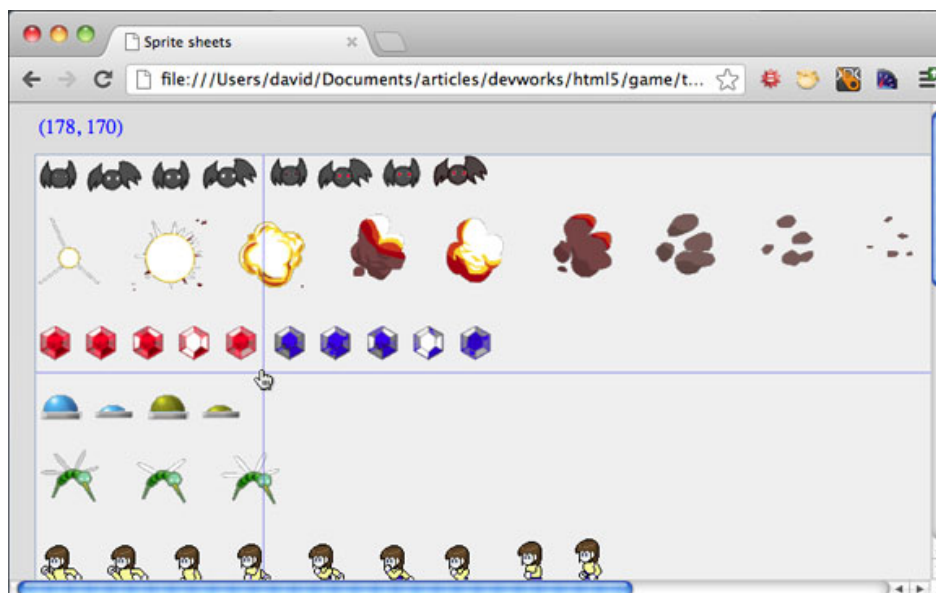 Sprite sheets
file:///Users/david/Documents/articles/devworks/html5/game/t...
(178, 170)